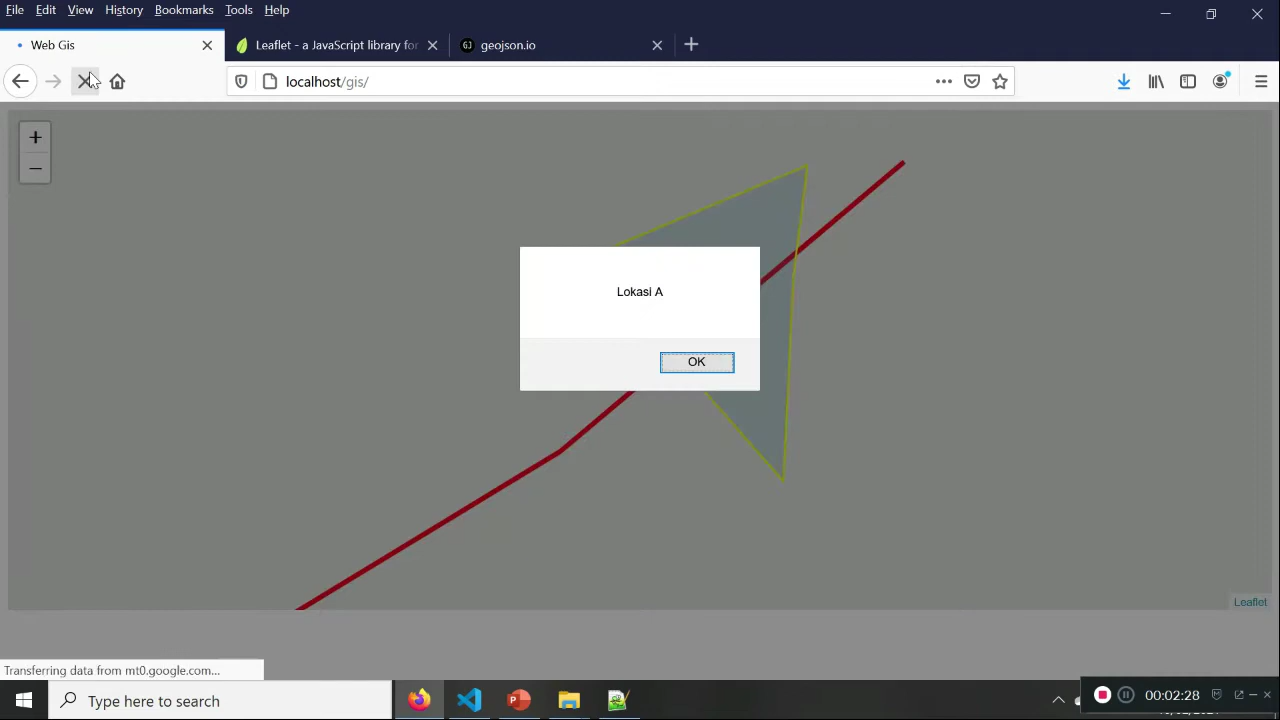 File Edit View History Bookmarks Tools Help
Web Gis
Leaflet - a JavaScript library for
geojson.io
localhost/gis/
+
−
Lokasi A
OK
Leaflet
Transferring data from mt0.google.com...
Type here to search
00:02:28